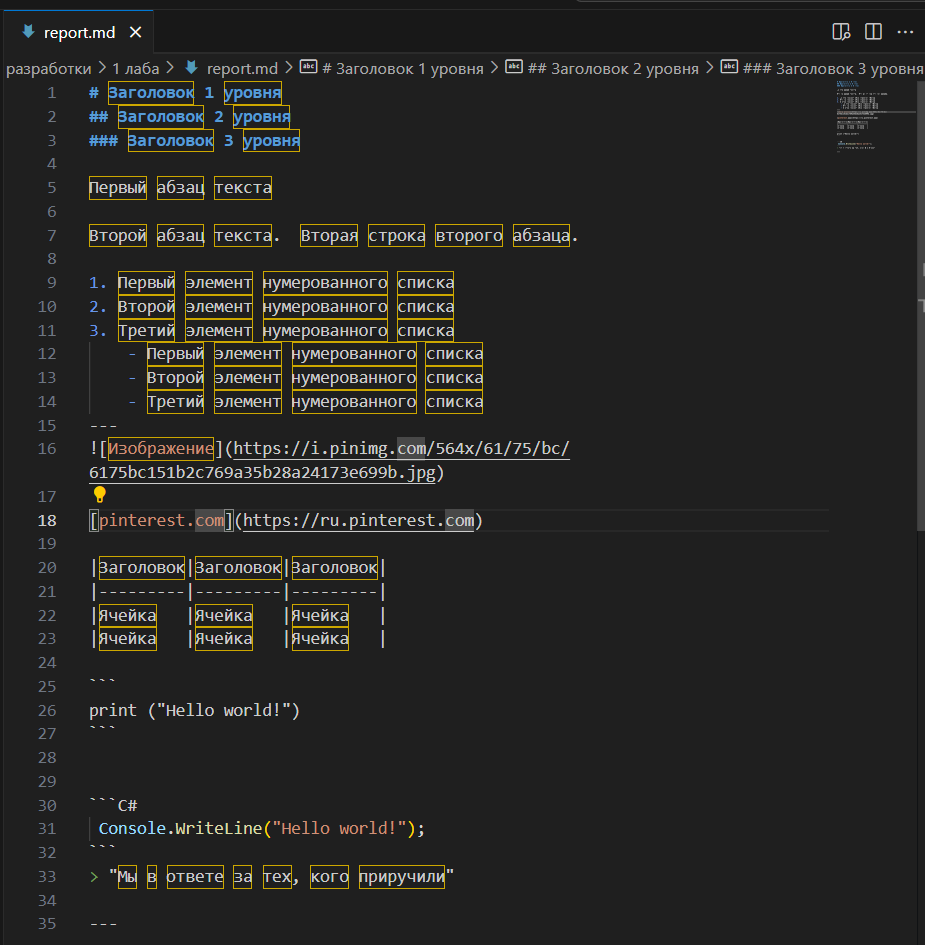 report.md
разработки > 1 лаба > report.md > # Заголовок 1 уровня > ## Заголовок 2 уровня > ### Заголовок 3 уровня
1 # Заголовок 1 уровня
2 ## Заголовок 2 уровня
3 ### Заголовок 3 уровня
4
5 Первый абзац текста
6
7 Второй абзац текста.  Вторая строка второго абзаца.
8
9 1. Первый элемент нумерованного списка
10 2. Второй элемент нумерованного списка
11 3. Третий элемент нумерованного списка
12     - Первый элемент нумерованного списка
13     - Второй элемент нумерованного списка
14     - Третий элемент нумерованного списка
15 ---
16 ![Изображение](https://i.pinimg.com/564x/61/75/bc/
6175bc151b2c769a35b28a24173e699b.jpg)
17
18 [pinterest.com](https://ru.pinterest.com)
19
20 |Заголовок|Заголовок|Заголовок|
21 |---------|---------|---------|
22 |Ячейка   |Ячейка   |Ячейка   |
23 |Ячейка   |Ячейка   |Ячейка   |
24
25 ```
26 print ("Hello world!")
27 ```
28
29
30 ```C#
31  Console.WriteLine("Hello world!");
32 ```
33 > "Мы в ответе за тех, кого приручили"
34
35 ---